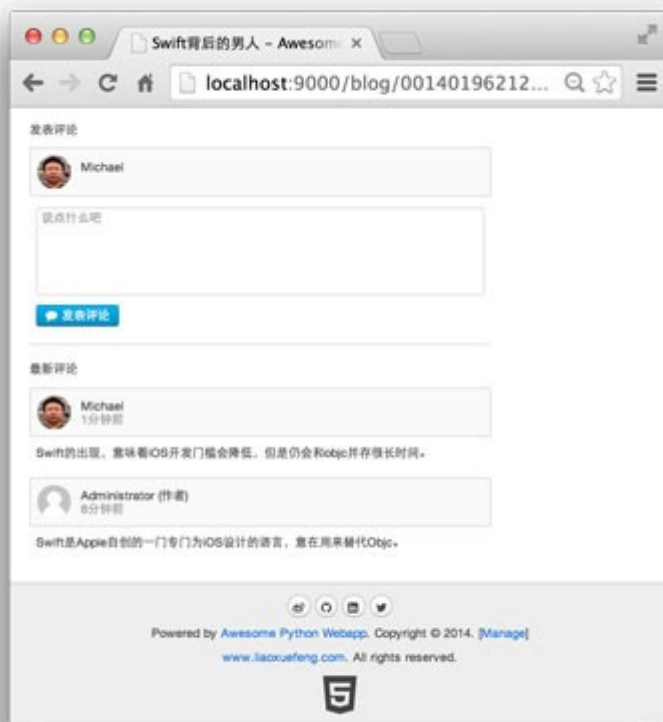 Swift背后的男人 - Awesom
localhost:9000/blog/00140196212...
发表评论
Michael
说点什么吧
发表评论
最新评论
Michael
1分钟前
Swift的出现，意味着iOS开发门槛会降低，但是仍会和objc并存很长时间。
Administrator (作者)
8分钟前
Swift是Apple自创的一门专门为iOS设计的语言，意在用来替代Objc。
Powered by Awesome Python Webapp. Copyright © 2014. [Manage]
www.liaoxuefeng.com. All rights reserved.